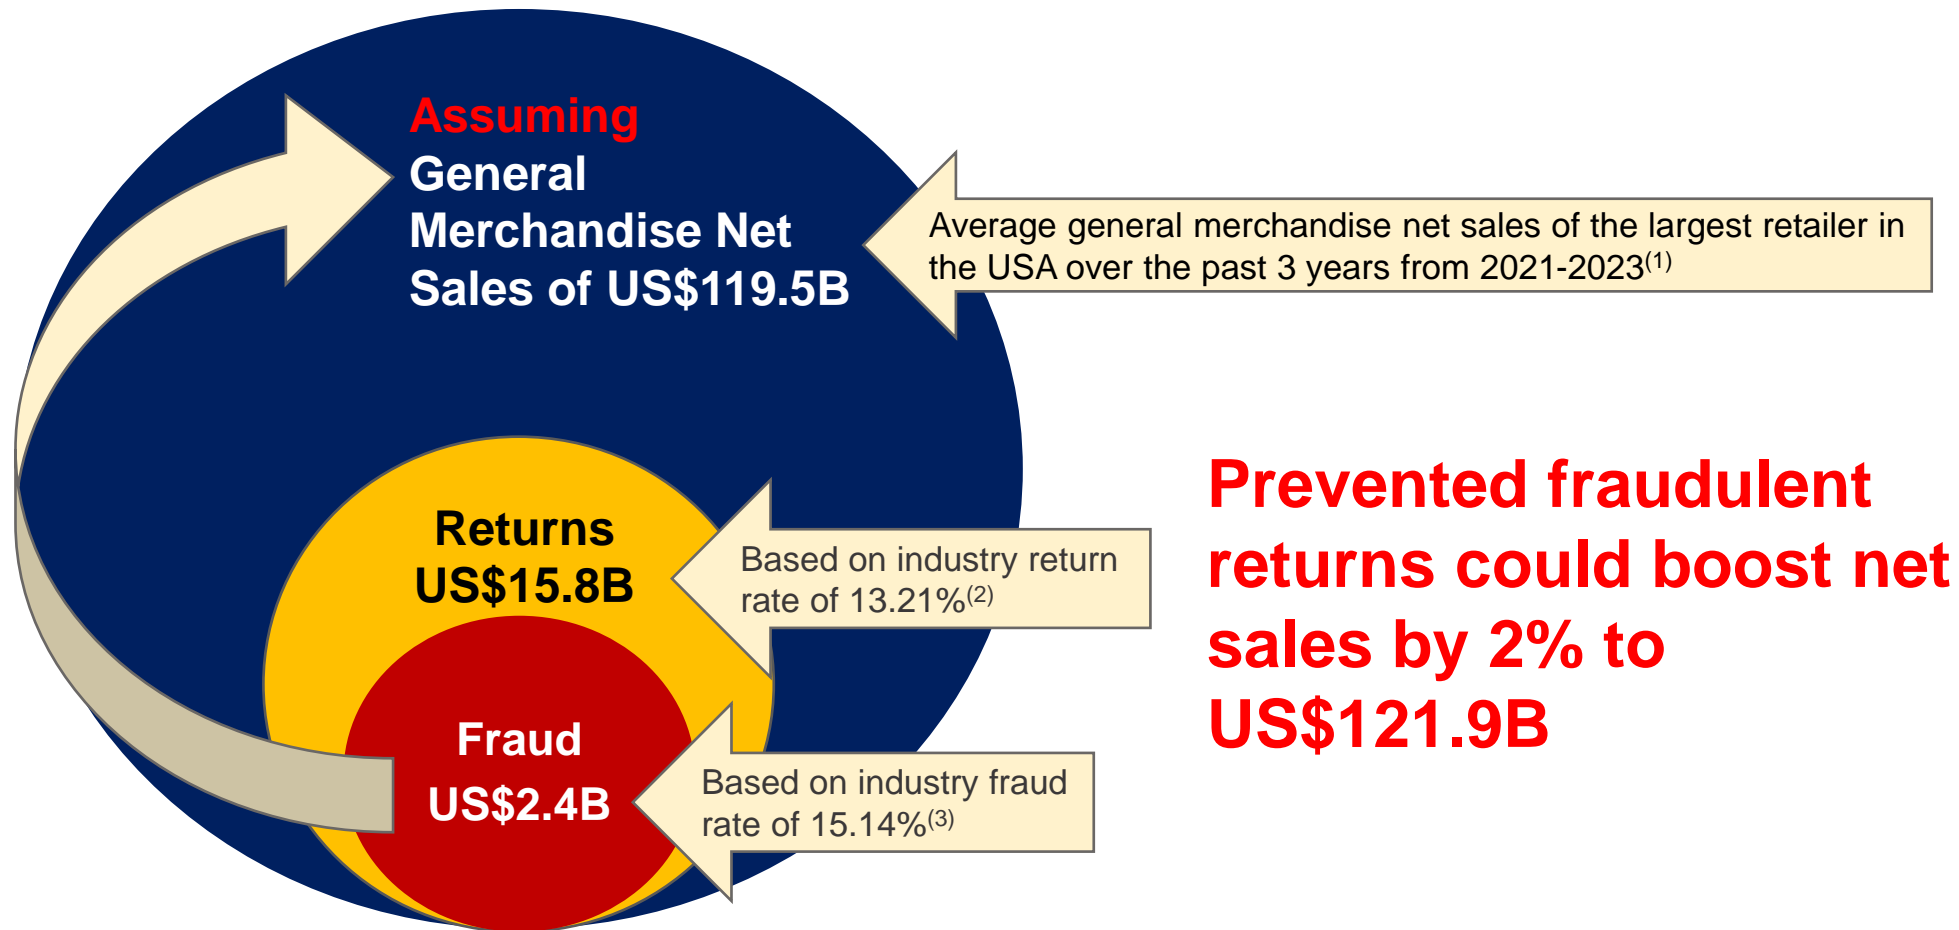 Assuming
General
Merchandise Net
Sales of US$119.5B
Average general merchandise net sales of the largest retailer in
the USA over the past 3 years from 2021-2023(1)
Returns
US$15.8B
Based on industry return
rate of 13.21%(2)
Fraud
US$2.4B
Based on industry fraud
rate of 15.14%(3)
Prevented fraudulent
returns could boost net
sales by 2% to
US$121.9B